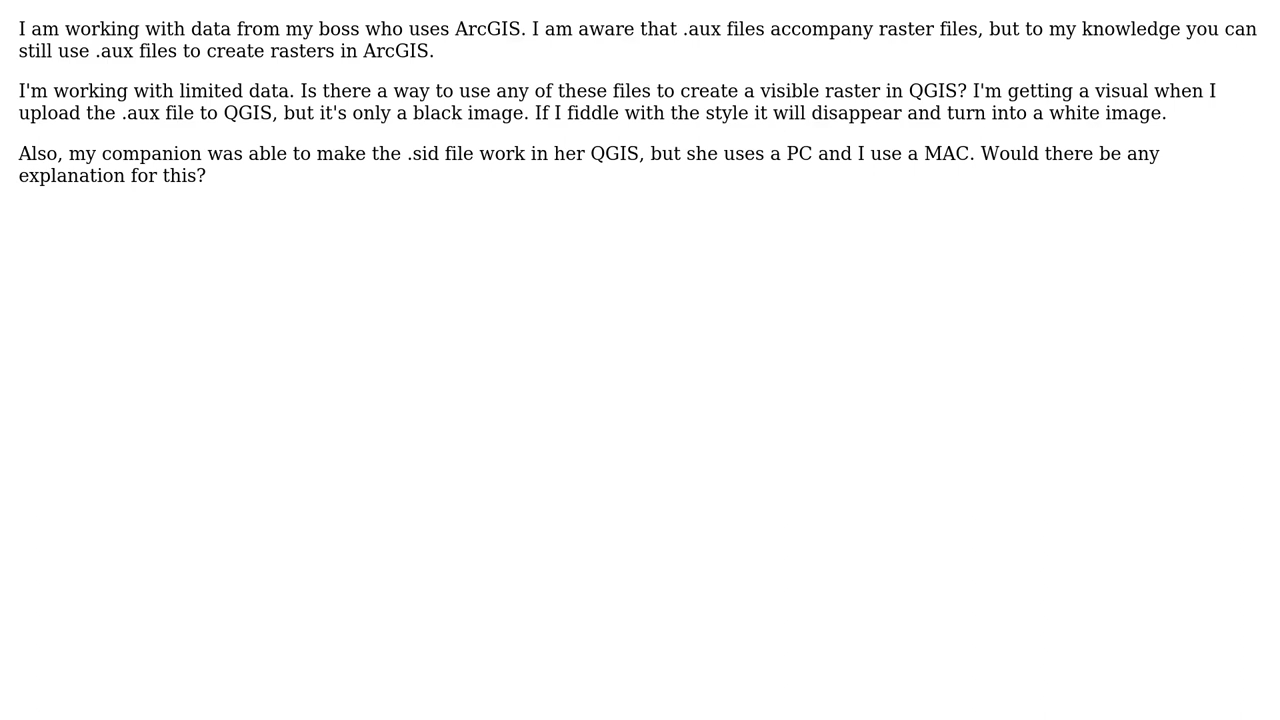 I am working with data from my boss who uses ArcGIS. I am aware that .aux files accompany raster files, but to my knowledge you can
still use .aux files to create rasters in ArcGIS.
I'm working with limited data. Is there a way to use any of these files to create a visible raster in QGIS? I'm getting a visual when I
upload the .aux file to QGIS, but it's only a black image. If I fiddle with the style it will disappear and turn into a white image.
Also, my companion was able to make the .sid file work in her QGIS, but she uses a PC and I use a MAC. Would there be any
explanation for this?